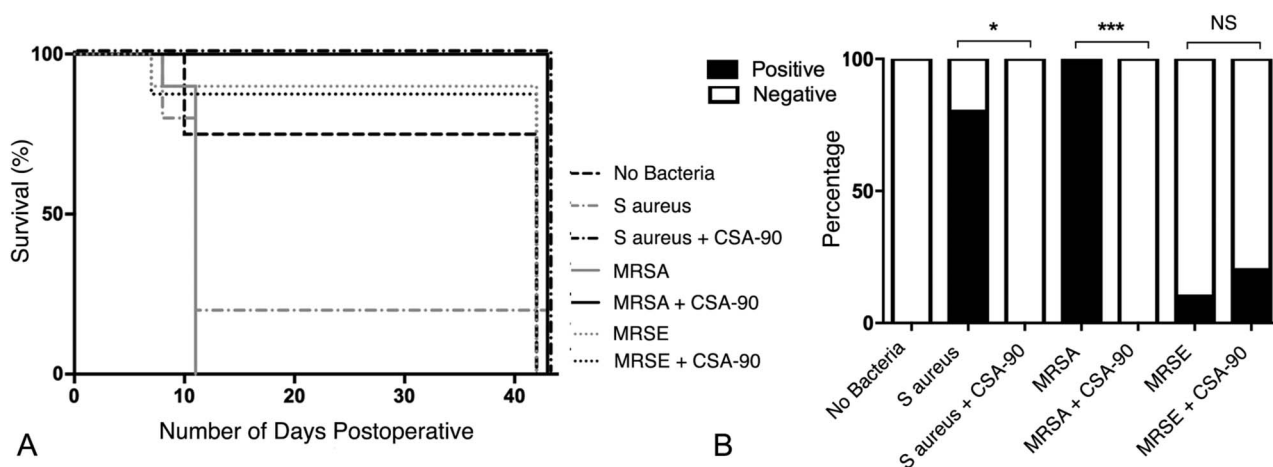 Survival (%)
100
50
0
0
10
20
30
40
Number of Days Postoperative
No Bacteria
S aureus
S aureus + CSA-90
MRSA
MRSA + CSA-90
MRSE
MRSE + CSA-90
A
Positive
Negative
*
***
NS
Percentage
100
50
0
No Bacteria
S aureus
S aureus + CSA-90
MRSA
MRSA + CSA-90
MRSE
MRSE + CSA-90
B